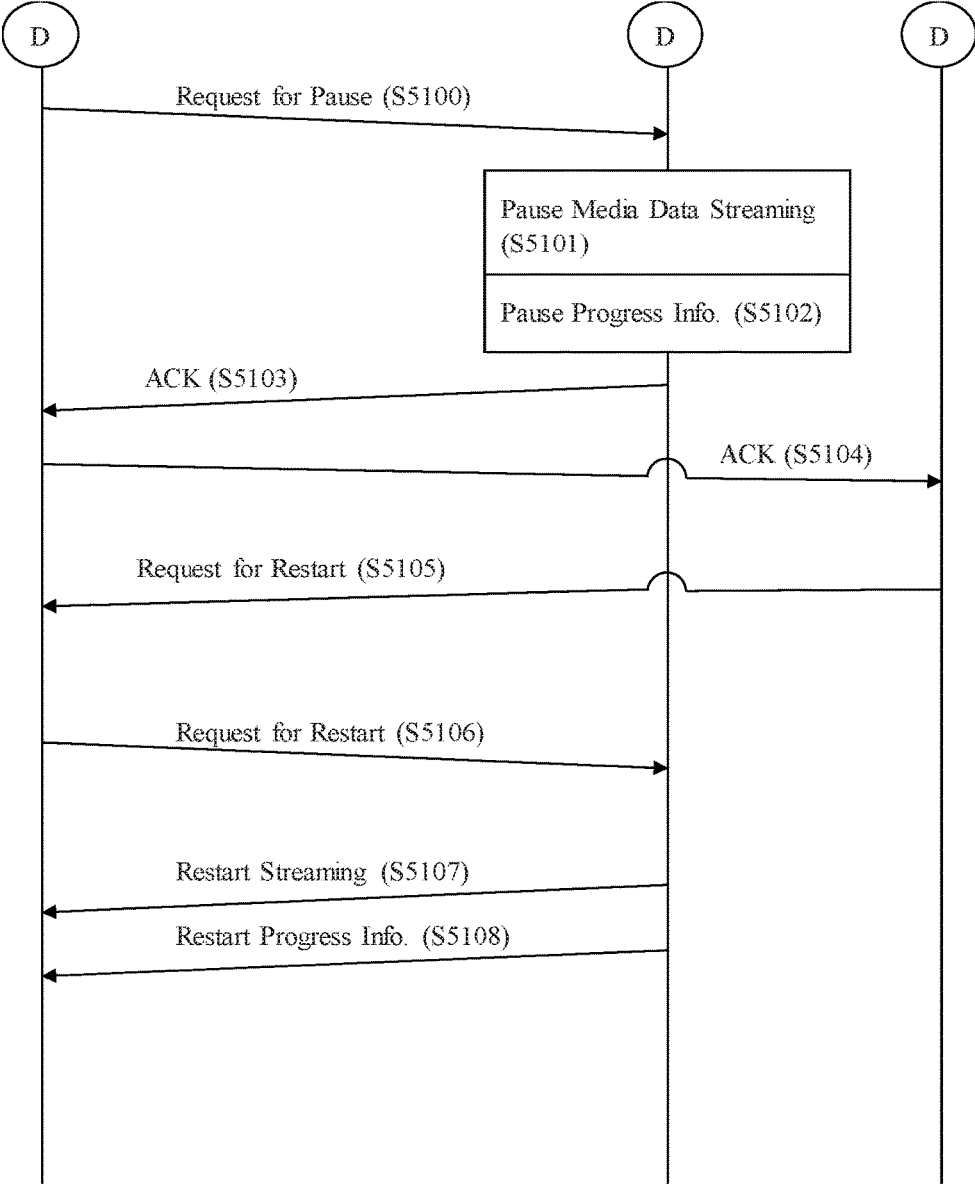 D
D
D
Request for Pause (S5100)
Pause Media Data Streaming
(S5101)
Pause Progress Info. (S5102)
ACK (S5103)
ACK (S5104)
Request for Restart (S5105)
Request for Restart (S5106)
Restart Streaming (S5107)
Restart Progress Info. (S5108)